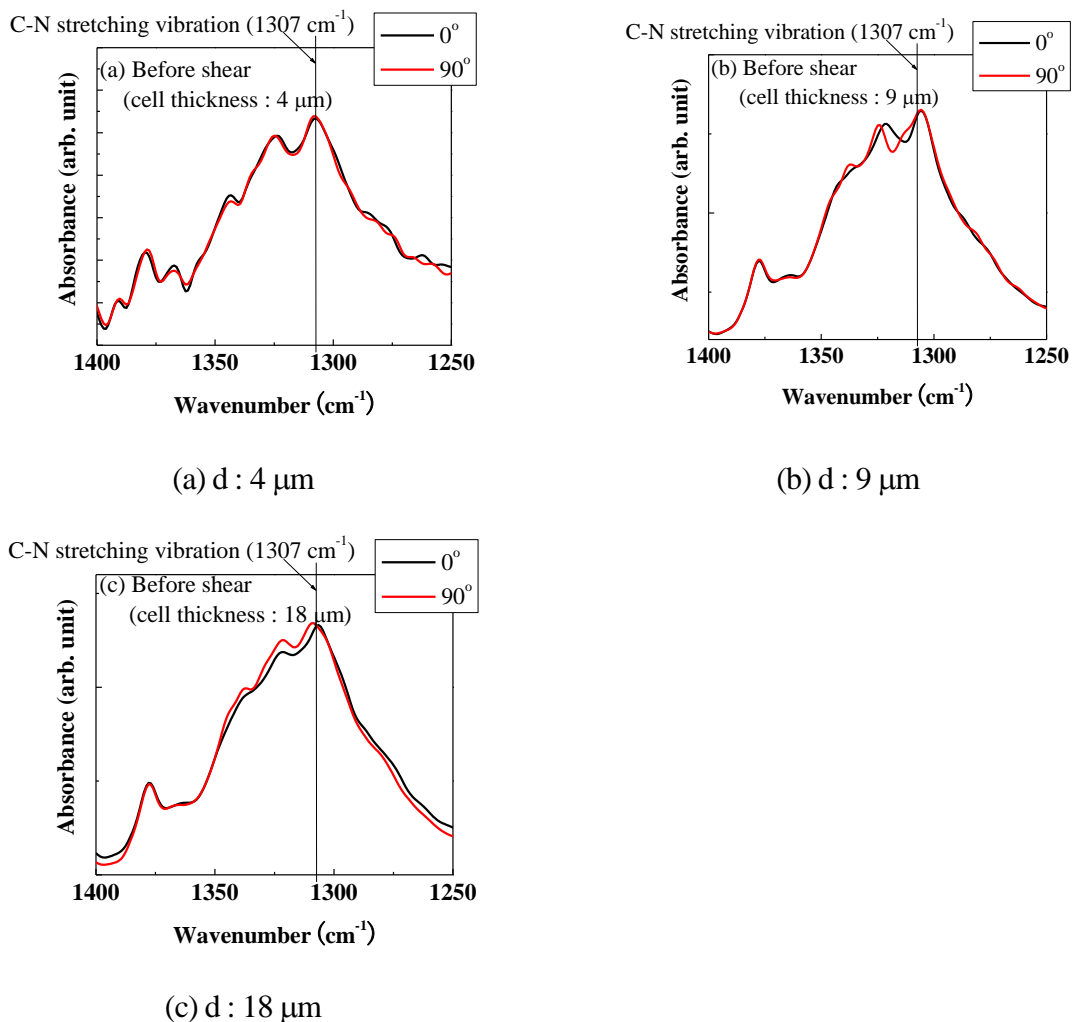 C-N stretching vibration (1307 cm-1)
0o
90o
(a) Before shear
(cell thickness : 4 μm)
Absorbance (arb. unit)
1400 1350 1300 1250
Wavenumber (cm-1)
(a) d : 4 μm
C-N stretching vibration (1307 cm-1)
0o
90o
(b) Before shear
(cell thickness : 9 μm)
Absorbance (arb. unit)
1400 1350 1300 1250
Wavenumber (cm-1)
(b) d : 9 μm
C-N stretching vibration (1307 cm-1)
0o
90o
(c) Before shear
(cell thickness : 18 μm)
Absorbance (arb. unit)
1400 1350 1300 1250
Wavenumber (cm-1)
(c) d : 18 μm